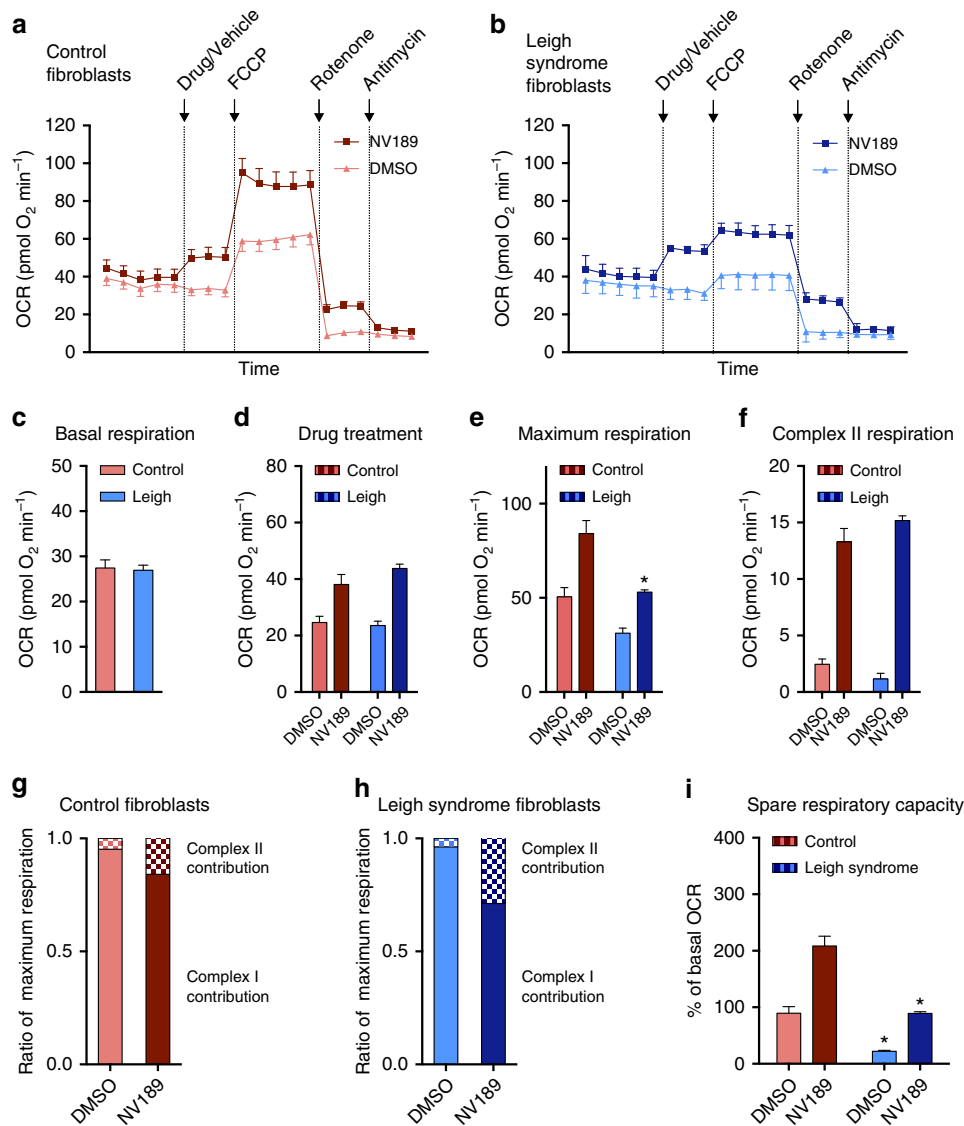 a
Control
fibroblasts
Drug/Vehicle
FCCP
Rotenone
Antimycin
OCR (pmol O₂ min⁻¹)
120
100
80
60
40
20
0
NV189
DMSO
Time
b
Leigh
syndrome
fibroblasts
Drug/Vehicle
FCCP
Rotenone
Antimycin
OCR (pmol O₂ min⁻¹)
120
100
80
60
40
20
0
NV189
DMSO
Time
c
Basal respiration
OCR (pmol O₂ min⁻¹)
50
40
30
20
10
0
Control
Leigh
d
Drug treatment
OCR (pmol O₂ min⁻¹)
80
60
40
20
0
Control
Leigh
DMSO
NV189
DMSO
NV189
e
Maximum respiration
OCR (pmol O₂ min⁻¹)
100
50
0
Control
Leigh
*
DMSO
NV189
DMSO
NV189
f
Complex II respiration
OCR (pmol O₂ min⁻¹)
20
15
10
5
0
Control
Leigh
DMSO
NV189
DMSO
NV189
g
Control fibroblasts
Ratio of maximum respiration
1.0
0.5
0.0
Complex II
contribution
Complex I
contribution
DMSO
NV189
h
Leigh syndrome fibroblasts
Ratio of maximum respiration
1.0
0.5
0.0
Complex II
contribution
Complex I
contribution
DMSO
NV189
i
Spare respiratory capacity
% of basal OCR
400
300
200
100
0
Control
Leigh syndrome
*
*
DMSO
NV189
DMSO
NV189